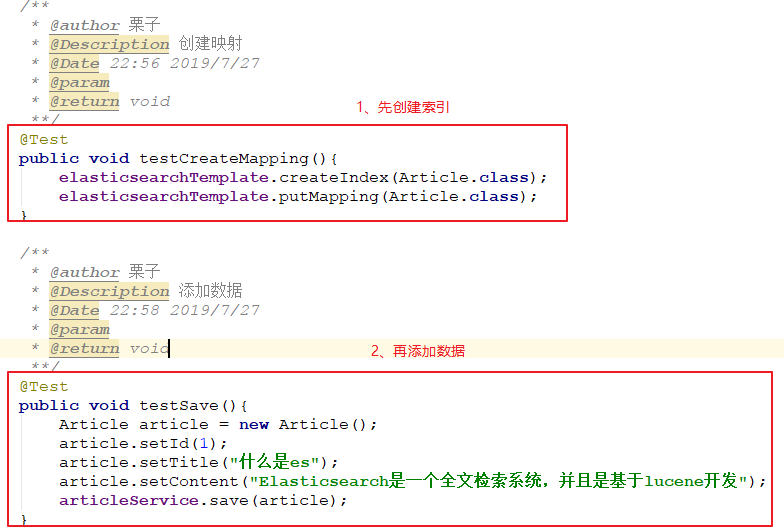 /**
 * @author 栗子
 * @Description 创建映射
 * @Date 22:56 2019/7/27
 * @param
 * @return void
 **/
1、先创建索引
@Test
public void testCreateMapping(){
    elasticsearchTemplate.createIndex(Article.class);
    elasticsearchTemplate.putMapping(Article.class);
}
/**
 * @author 栗子
 * @Description 添加数据
 * @Date 22:58 2019/7/27
 * @param
 * @return void
2、再添加数据
 **/
@Test
public void testSave(){
    Article article = new Article();
    article.setId(1);
    article.setTitle("什么是es");
    article.setContent("Elasticsearch是一个全文检索系统，并且是基于lucene开发");
    articleService.save(article);
}